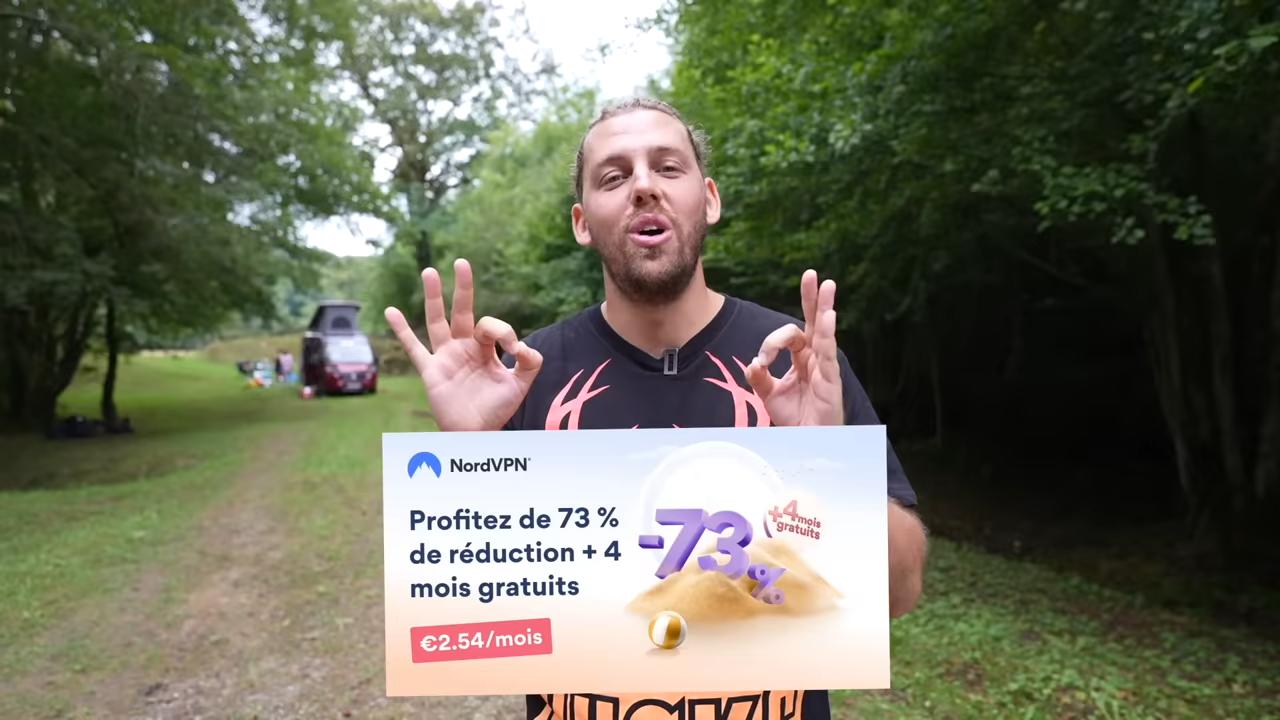 NordVPN®
Profitez de 73 %
de réduction + 4
mois gratuits
€2.54/mois
-73%
+4 mois
gratuits